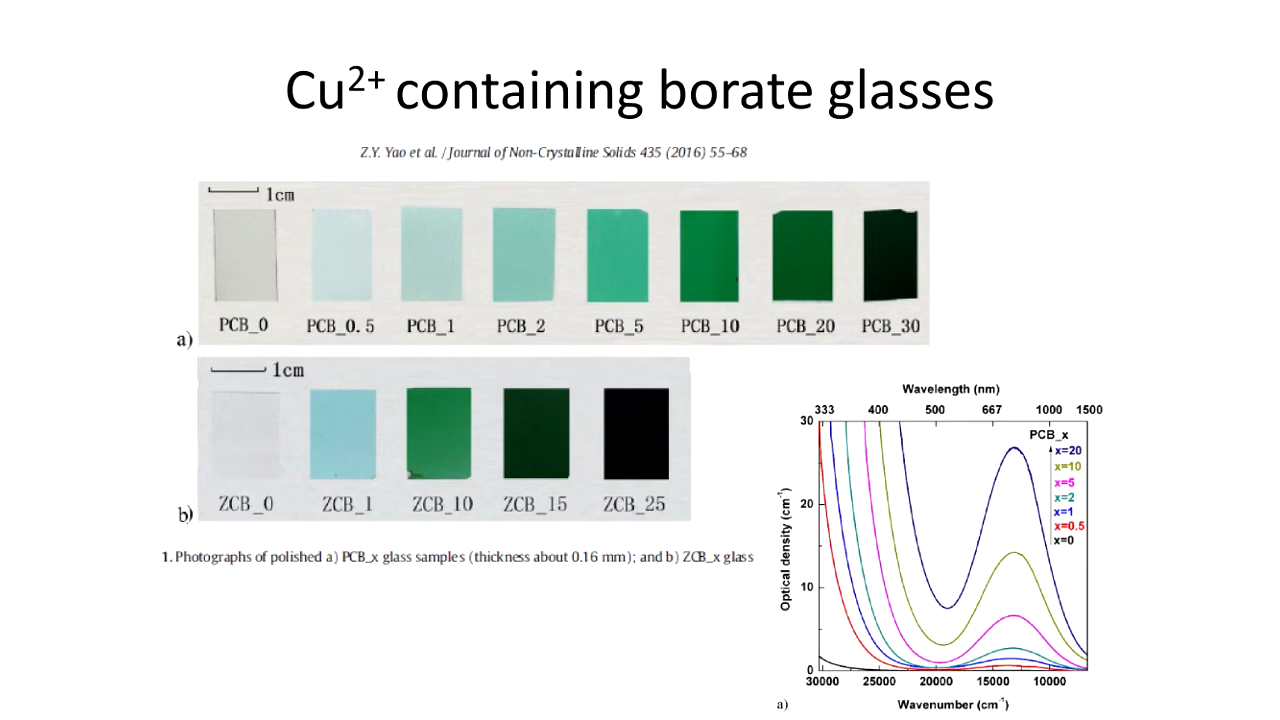 Cu²⁺ containing borate glasses
Z.Y. Yao et al. / Journal of Non-Crystalline Solids 435 (2016) 55–68
1cm
PCB_0 PCB_0.5 PCB_1 PCB_2 PCB_5 PCB_10 PCB_20 PCB_30
a)
1cm
ZCB_0 ZCB_1 ZCB_10 ZCB_15 ZCB_25
b)
1. Photographs of polished a) PCB_x glass samples (thickness about 0.16 mm); and b) ZCB_x glass
Wavelength (nm)
333 400 500 667 1000 1500
30
20
10
0
Optical density (cm⁻¹)
PCB_x
x=20
x=10
x=5
x=2
x=1
x=0.5
x=0
30000 25000 20000 15000 10000
Wavenumber (cm⁻¹)
a)